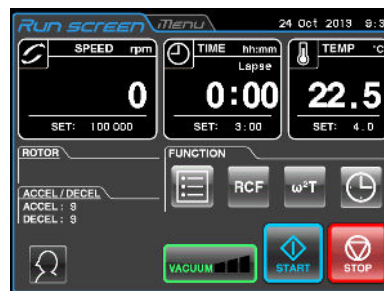 Run screen Menu 24 Oct 2013
SPEED rpm
0
SET: 100 000
TIME hh:mm
Lapse
0:00
SET: 3:00
TEMP °C
22.5
SET: 4.0
ROTOR
ACCEL/DECEL
ACCEL: 9
DECEL: 9
FUNCTION
RCF
ω²T
VACUUM
START
STOP